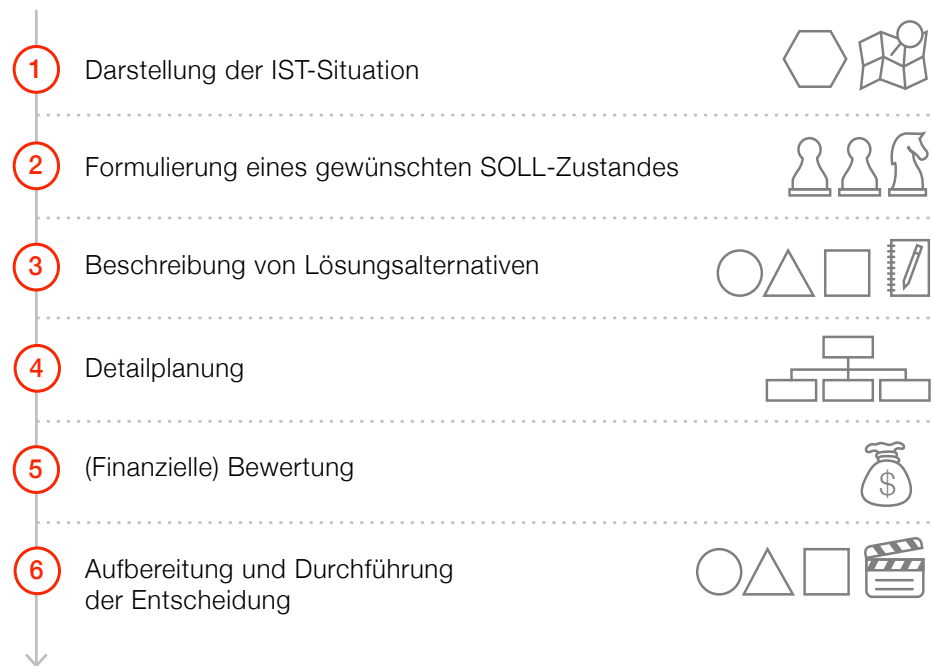 1 Darstellung der IST-Situation
2 Formulierung eines gewünschten SOLL-Zustandes
3 Beschreibung von Lösungsalternativen
4 Detailplanung
5 (Finanzielle) Bewertung
$
6 Aufbereitung und Durchführung
der Entscheidung